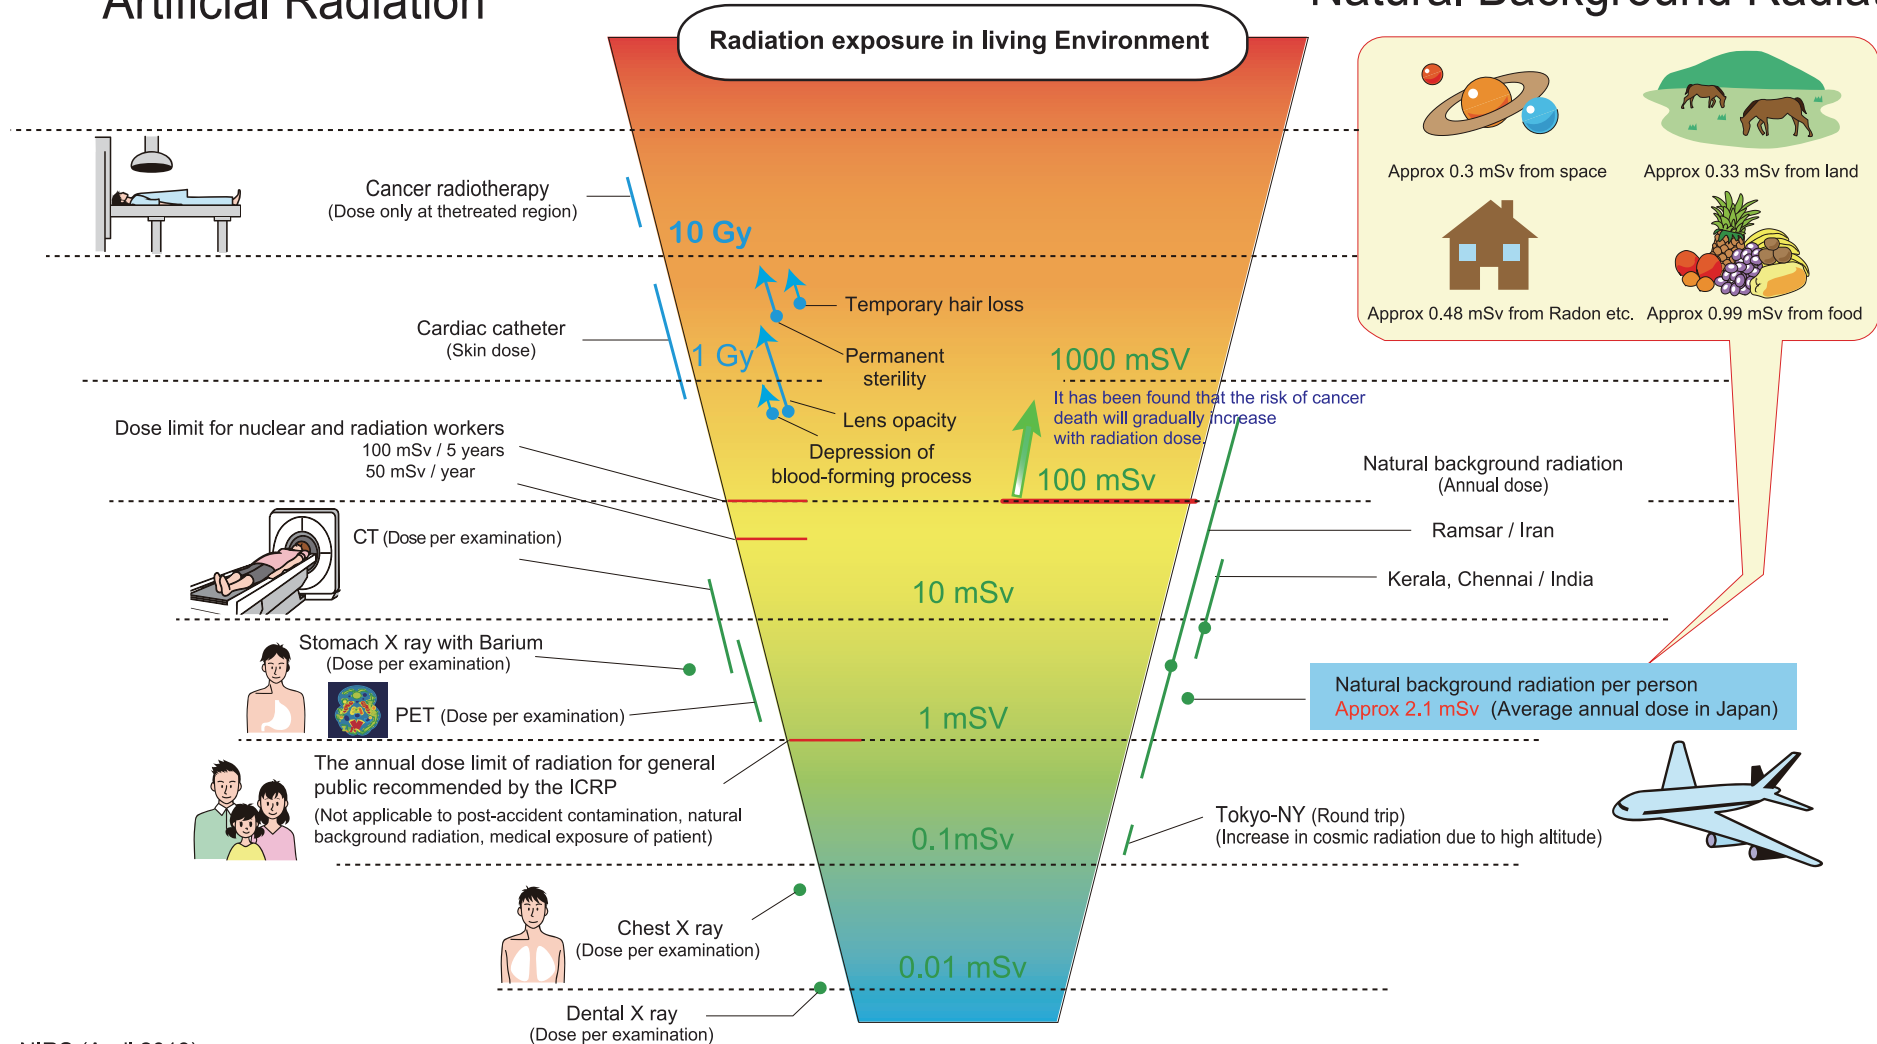 Artificial Radiation
Radiation exposure in living Environment
Natural Background
Approx 0.3 mSv from space
Approx 0.33 mSv from land
Approx 0.48 mSv from Radon etc.
Approx 0.99 mSv from food
Cancer radiotherapy
(Dose only at thetreated region)
10 Gy
Temporary hair loss
Cardiac catheter
(Skin dose)
1 Gy
Permanent
sterility
1000 mSV
It has been found that the risk of cancer
death will gradually increase
with radiation dose.
Lens opacity
Depression of
blood-forming process
Dose limit for nuclear and radiation workers
100 mSv / 5 years
50 mSv / year
100 mSv
Natural background radiation
(Annual dose)
Ramsar / Iran
Kerala, Chennai / India
CT (Dose per examination)
10 mSv
Stomach X ray with Barium
(Dose per examination)
PET (Dose per examination)
1 mSV
Natural background radiation per person
Approx 2.1 mSv (Average annual dose in Japan)
The annual dose limit of radiation for general
public recommended by the ICRP
(Not applicable to post-accident contamination, natural
background radiation, medical exposure of patient)
0.1mSv
Tokyo-NY (Round trip)
(Increase in cosmic radiation due to high altitude)
Chest X ray
(Dose per examination)
0.01 mSv
Dental X ray
(Dose per examination)